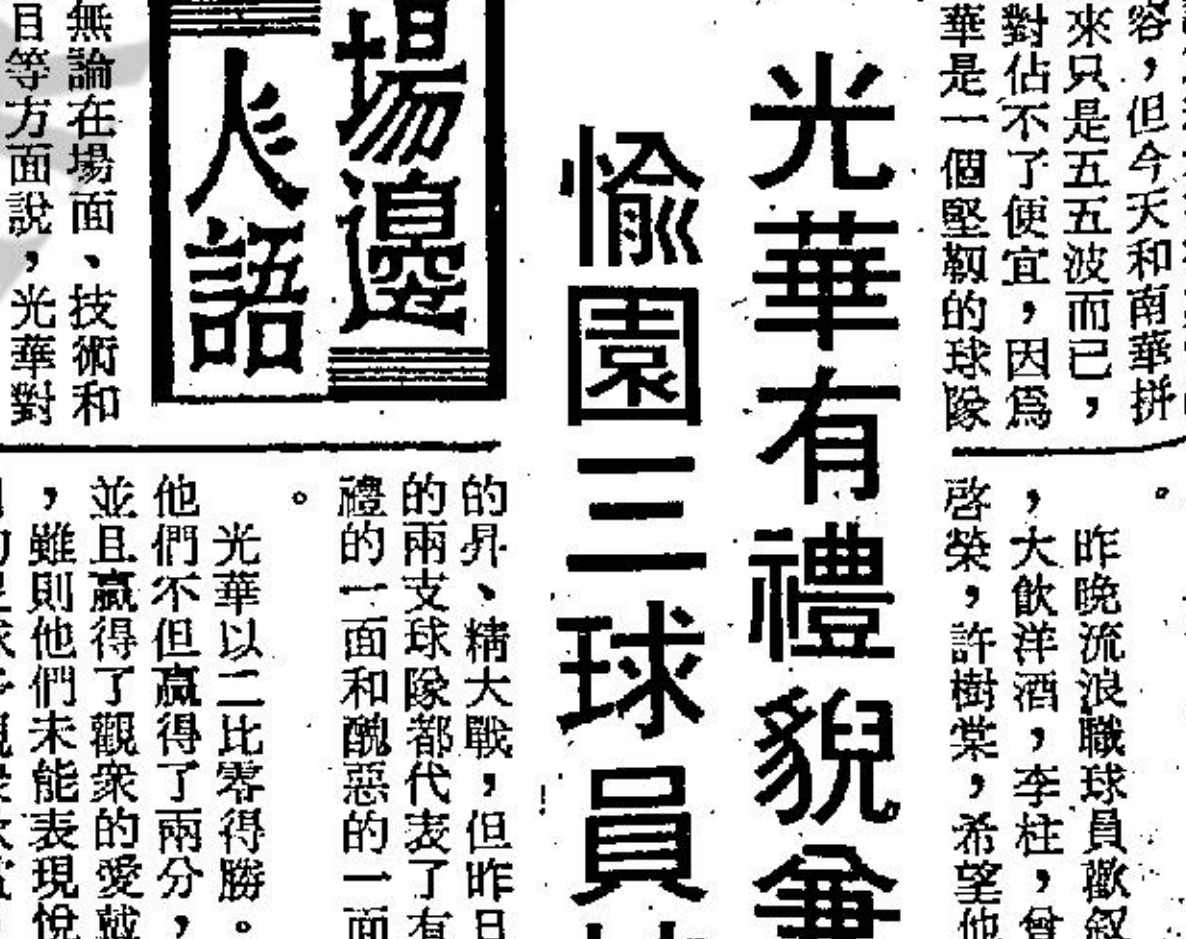 容，但今天和南華拼
來只是五五波而已，
對佔不了便宜，因爲
華是一個堅韌的球隊
。
昨晚流浪職球員歡叙
，大飲洋酒，李柱，曾
啓榮，許樹棠，希望他
光華有禮貌兼
愉園三球員
場邊
人語
無論在場面、技術和
目等方面說，光華對
的昇、精大戰，但昨日
的兩支球隊都代表了有
禮的一面和醜惡的一面
。
光華以二比零得勝。
他們不但贏得了兩分，
並且贏得了觀衆的愛戴
，雖則他們未能表現悅